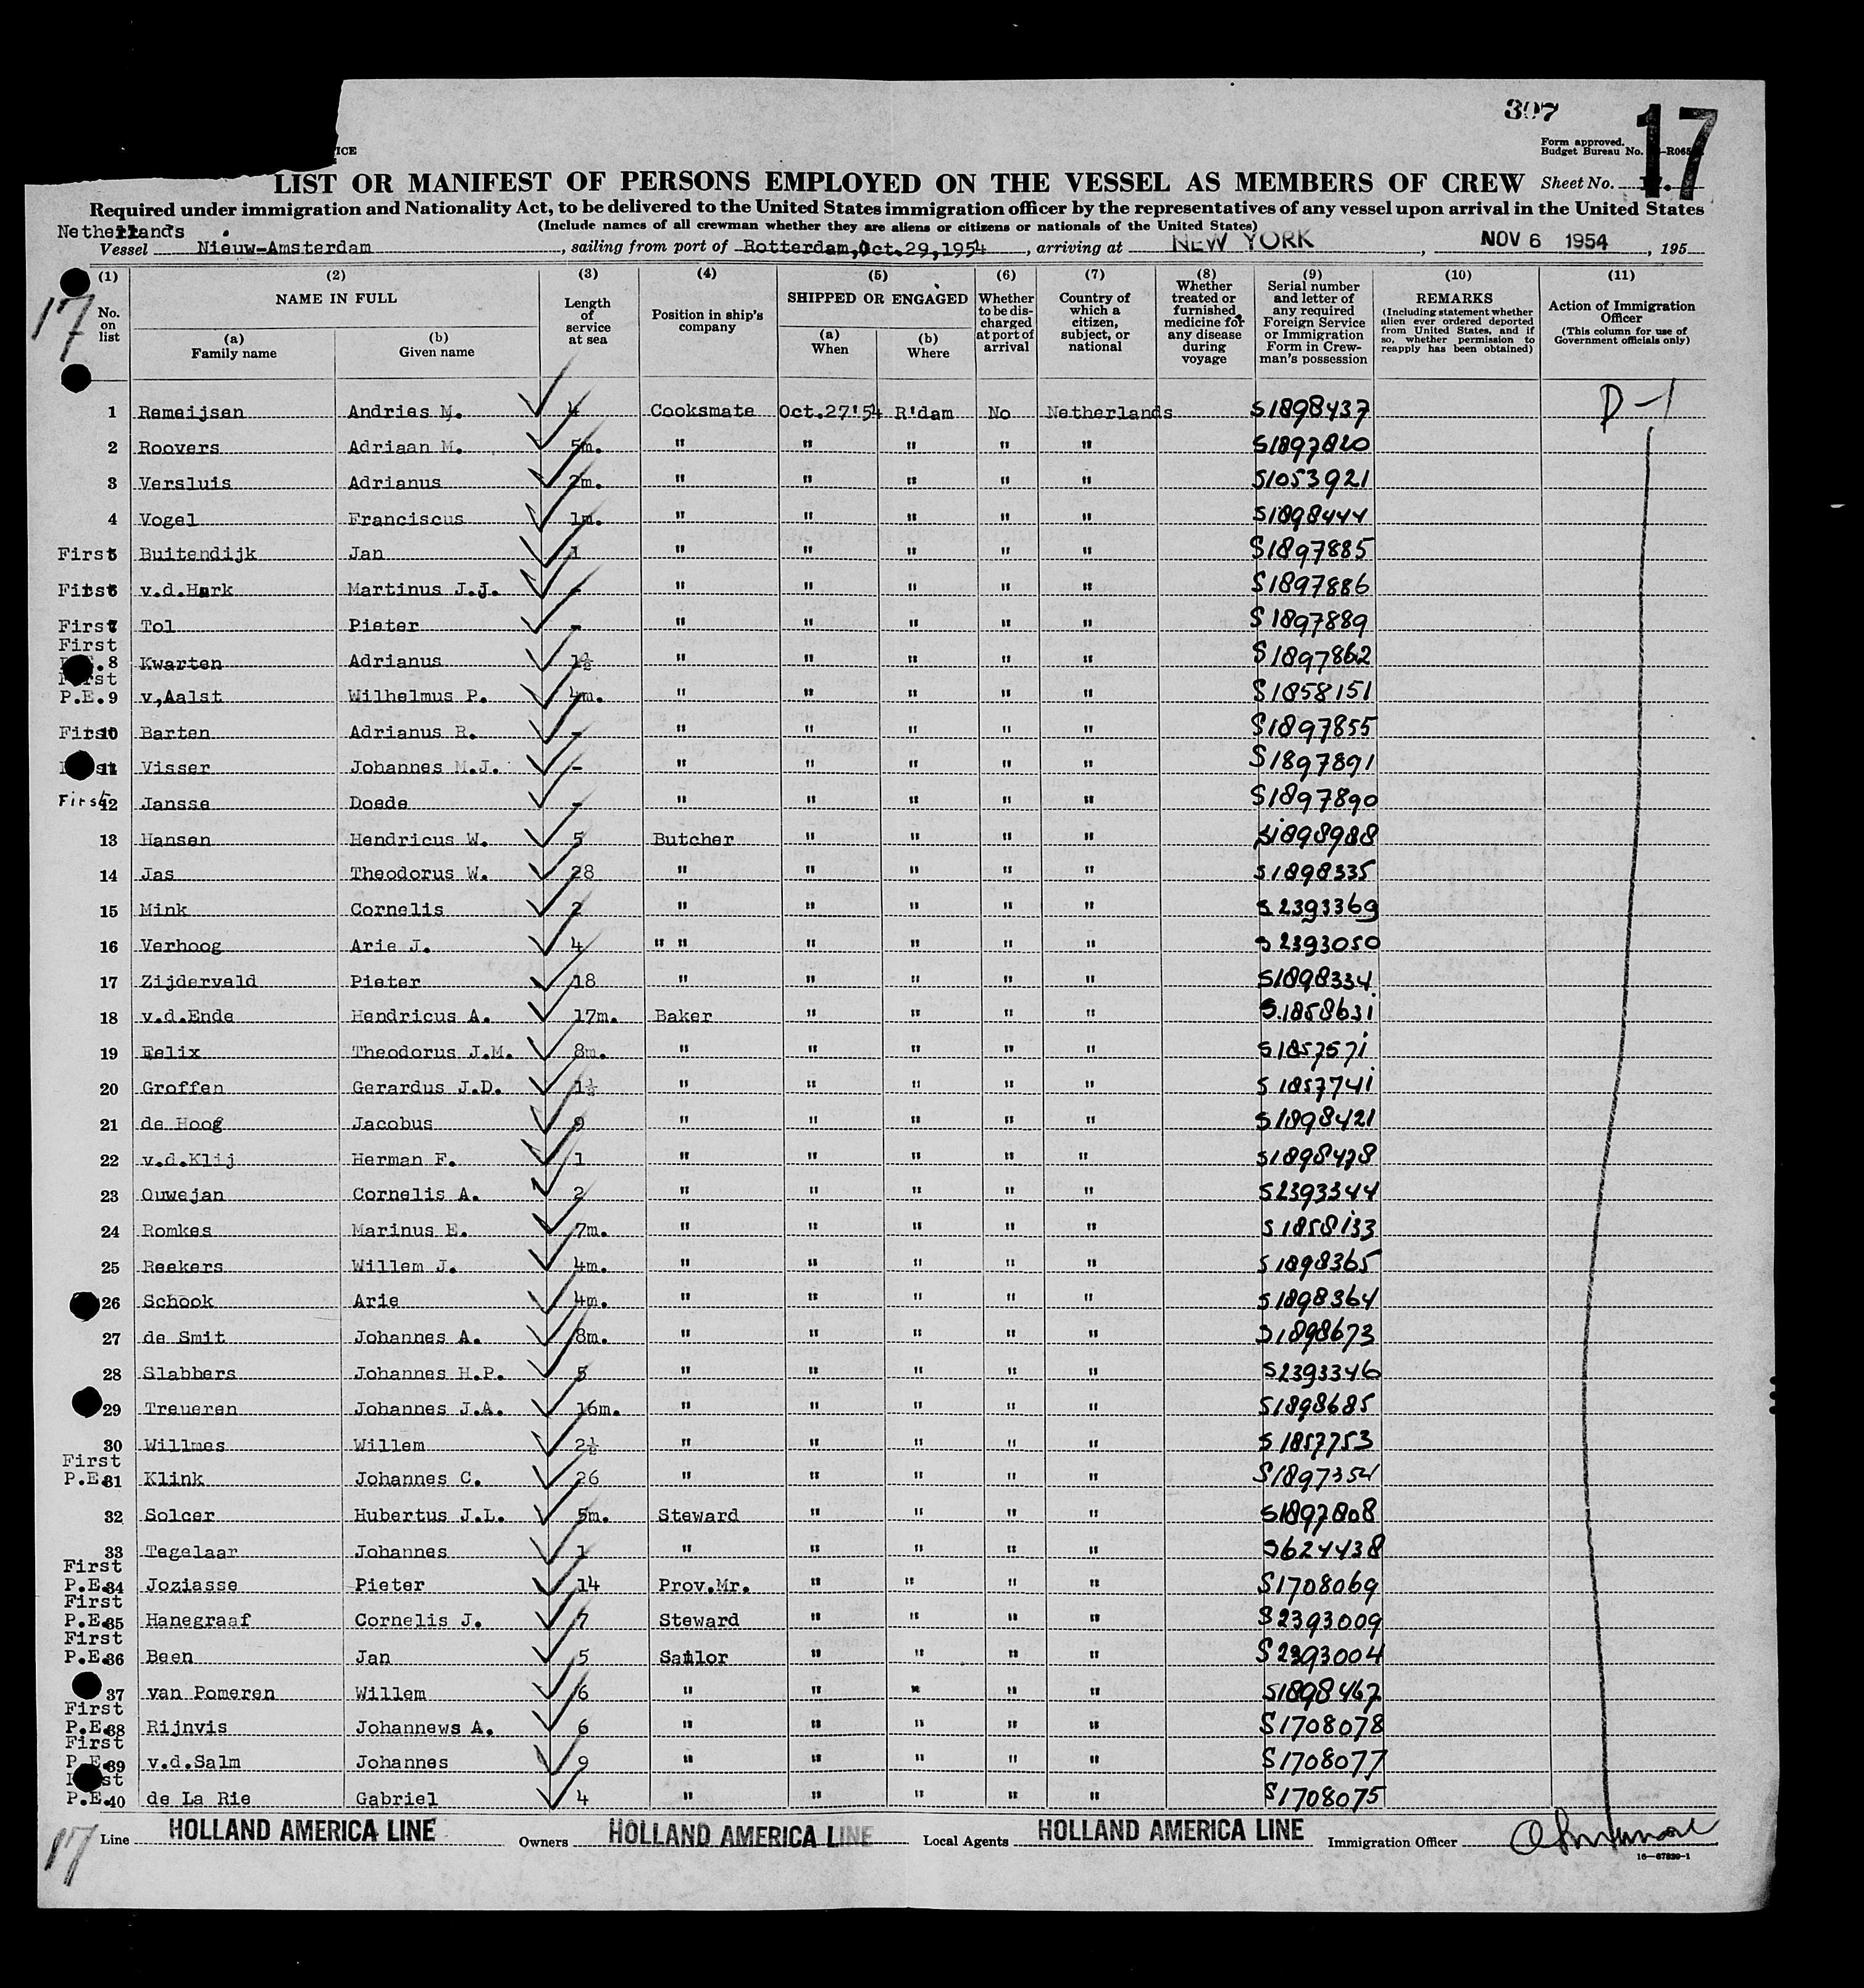 307
17
ICE
Form approved.
Budget Bureau No.
LIST OR MANIFEST OF PERSONS EMPLOYED ON THE VESSEL AS MEMBERS OF CREW Sheet No.
Required under immigration and Nationality Act, to be delivered to the United States immigration officer by the representatives of any vessel upon arrival in the United States
(Include names of all crewman whether they are aliens or citizens or nationals of the United States)
Netherlands
Vessel Nieuw-Amsterdam, sailing from port of Rotterdam,Oct.29,1954, arriving at NEW YORK, NOV 6 1954, 195
17
(1) (2) (3) (4) (5) (6) (7) (8) (9) (10) (11)
No. on list
NAME IN FULL
(a) Family name
(b) Given name
Length of service at sea
Position in ship's company
SHIPPED OR ENGAGED
(a) When
(b) Where
Whether to be discharged at port of arrival
Country of which a citizen, subject, or national
Whether treated or furnished medicine for any disease during voyage
Serial number and letter of any required Foreign Service or Immigration Form in Crewman's possession
REMARKS
(Including statement whether alien ever ordered deported from United States, and if so, whether permission to reapply has been obtained)
Action of Immigration Officer
(This column for use of Government officials only)
1 Remeijsen Andries M. 4 Cooksmate Oct.27'54 R'dam No Netherlands S1898437 D-1
2 Roovers Adriaan M. 5m. " " " " " S1897820
3 Versluis Adrianus 2m. " " " " " S1053921
4 Vogel Franciscus 1m. " " " " " S1898444
First 5 Buitendijk Jan 1 " " " " " S1897885
First 6 v.d.Hark Martinus J.J. - " " " " " S1897886
First 7 Tol Pieter - " " " " " S1897889
First
8 Kwarten Adrianus 1½ " " " " " S1897862
P.E. 9 v,Aalst Wilhelmus P. 4m. " " " " " S1858151
First 10 Barten Adrianus R. - " " " " " S1897855
11 Visser Johannes M.J. - " " " " " S1897891
First 12 Jansse Doede - " " " " " S1897890
13 Hansen Hendricus W. 5 Butcher " " " " S1898988
14 Jas Theodorus W. 28 " " " " " S1898335
15 Mink Cornelis 2 " " " " " S2393369
16 Verhoog Arie J. 4 " " " " " " S2393050
17 Zijderveld Pieter 18 " " " " " S1898334
18 v.d.Ende Hendricus A. 17m. Baker " " " " S.1858631
19 Felix Theodorus J.M. 8m. " " " " " S1857571
20 Groffen Gerardus J.D. 1½ " " " " " S1857741
21 de Hoog Jacobus 9 " " " " " S1898421
22 v.d.Klij Herman F. 1 " " " " " S1898478
23 Ouwejan Cornelis A. 2 " " " " " S2393344
24 Romkes Marinus E. 7m. " " " " " S1858133
25 Reekers Willem J. 4m. " " " " " S1898365
26 Schook Arie 4m. " " " " " S1898364
27 de Smit Johannes A. 8m. " " " " " S1898673
28 Slabbers Johannes H.P. 5 " " " " " S2393346
29 Treueren Johannes J.A. 16m. " " " " " S1898685
30 Willmes Willem 2½ " " " " " S1857753
First
P.E. 31 Klink Johannes C. 26 " " " " " S1897354
32 Solcer Hubertus J.L. 5m. Steward " " " " S1897808
33 Tegelaar Johannes 1 " " " " " S624438
First
P.E. 34 Joziasse Pieter 14 Prov.Mr. " " " " S1708069
First
P.E. 35 Hanegraaf Cornelis J. 7 Steward " " " " S2393009
First
P.E. 36 Been Jan 5 Sailor " " " " S2393004
37 van Pomeren Willem 6 " " " " " S1898467
First
P.E. 38 Rijnvis Johannews A. 6 " " " " " S1708078
First
P.E. 39 v.d.Salm Johannes 9 " " " " " S1708077
P.E. 40 de La Rie Gabriel 4 " " " " " S1708075
17
Line HOLLAND AMERICA LINE Owners HOLLAND AMERICA LINE Local Agents HOLLAND AMERICA LINE Immigration Officer
16—67829-1